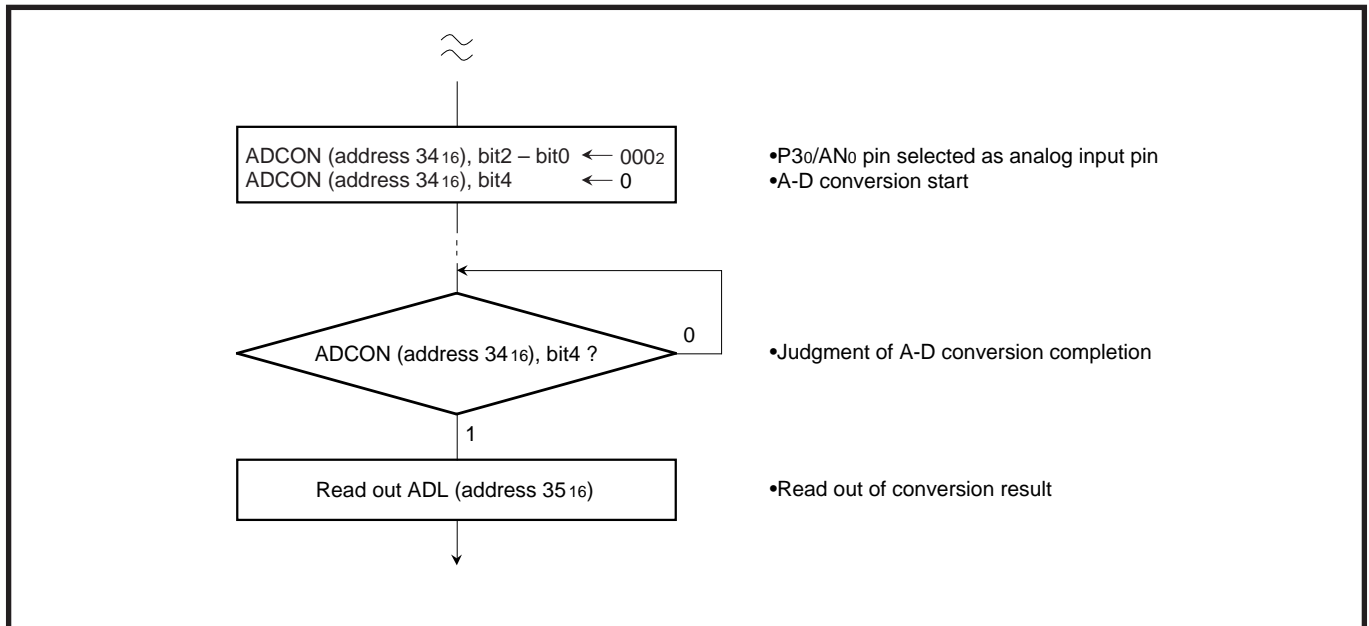 ADCON (address 34₁₆), bit2 – bit0 ← 000₂
•P3₀/AN₀ pin selected as analog input pin
ADCON (address 34₁₆), bit4 ← 0
•A-D conversion start
0
ADCON (address 34₁₆), bit4 ?
•Judgment of A-D conversion completion
1
Read out ADL (address 35₁₆)
•Read out of conversion result